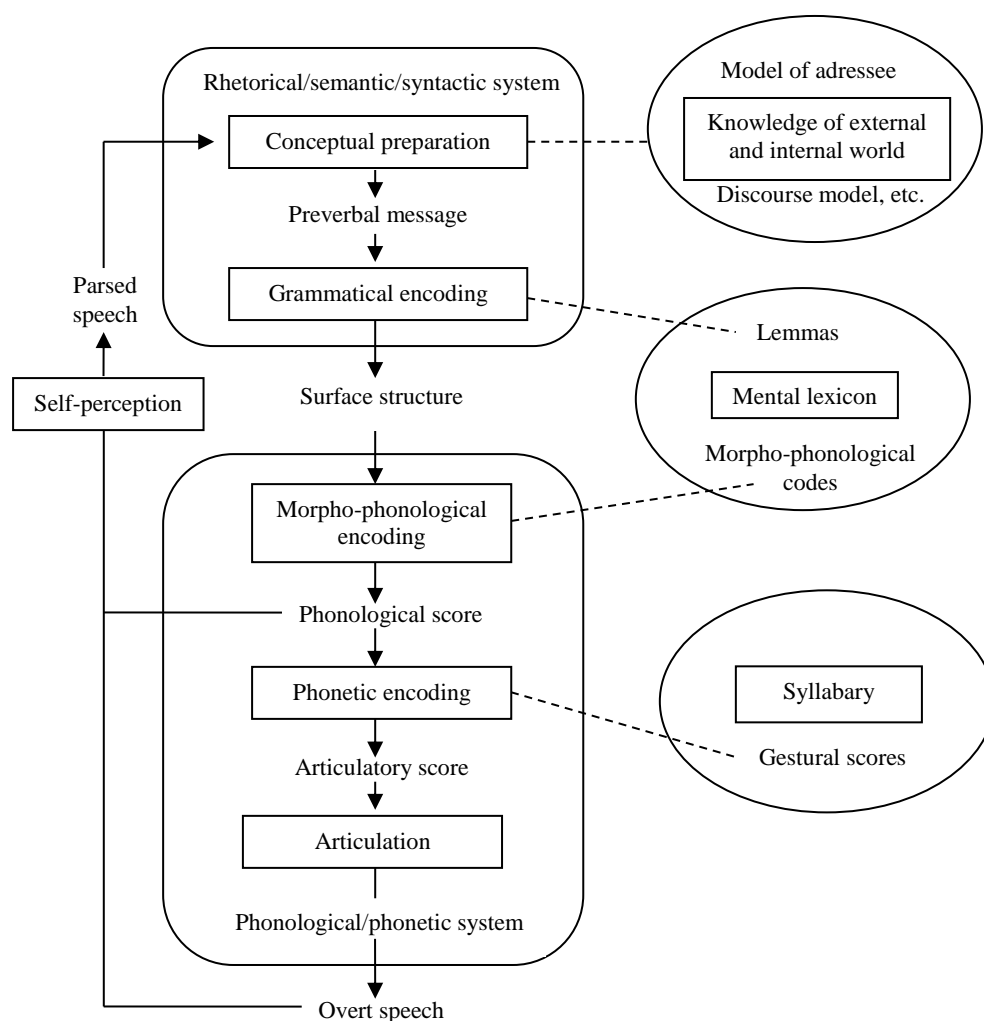 Rhetorical/semantic/syntactic system
Conceptual preparation
Preverbal message
Grammatical encoding
Model of adressee
Knowledge of external
and internal world
Discourse model, etc.
Parsed
speech
Self-perception
Surface structure
Lemmas
Mental lexicon
Morpho-phonological
codes
Morpho-phonological
encoding
Phonological score
Phonetic encoding
Articulatory score
Articulation
Phonological/phonetic system
Syllabary
Gestural scores
Overt speech